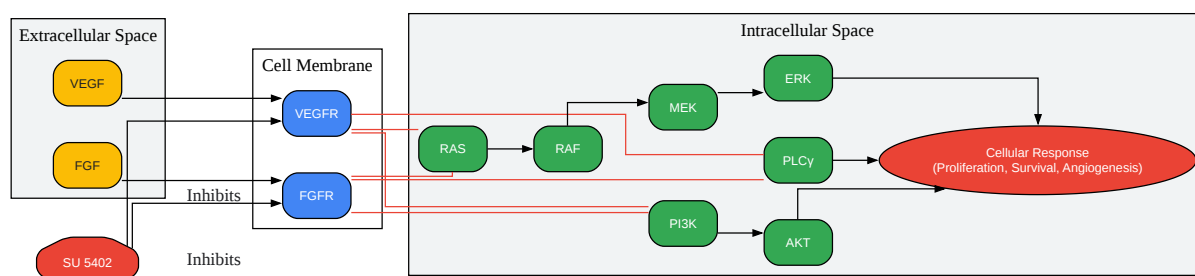 Extracellular Space
VEGF
FGF
SU 5402
Inhibits
Inhibits
Cell Membrane
VEGFR
FGFR
Intracellular Space
RAS
RAF
MEK
ERK
PLCγ
PI3K
AKT
Cellular Response
(Proliferation, Survival, Angiogenesis)